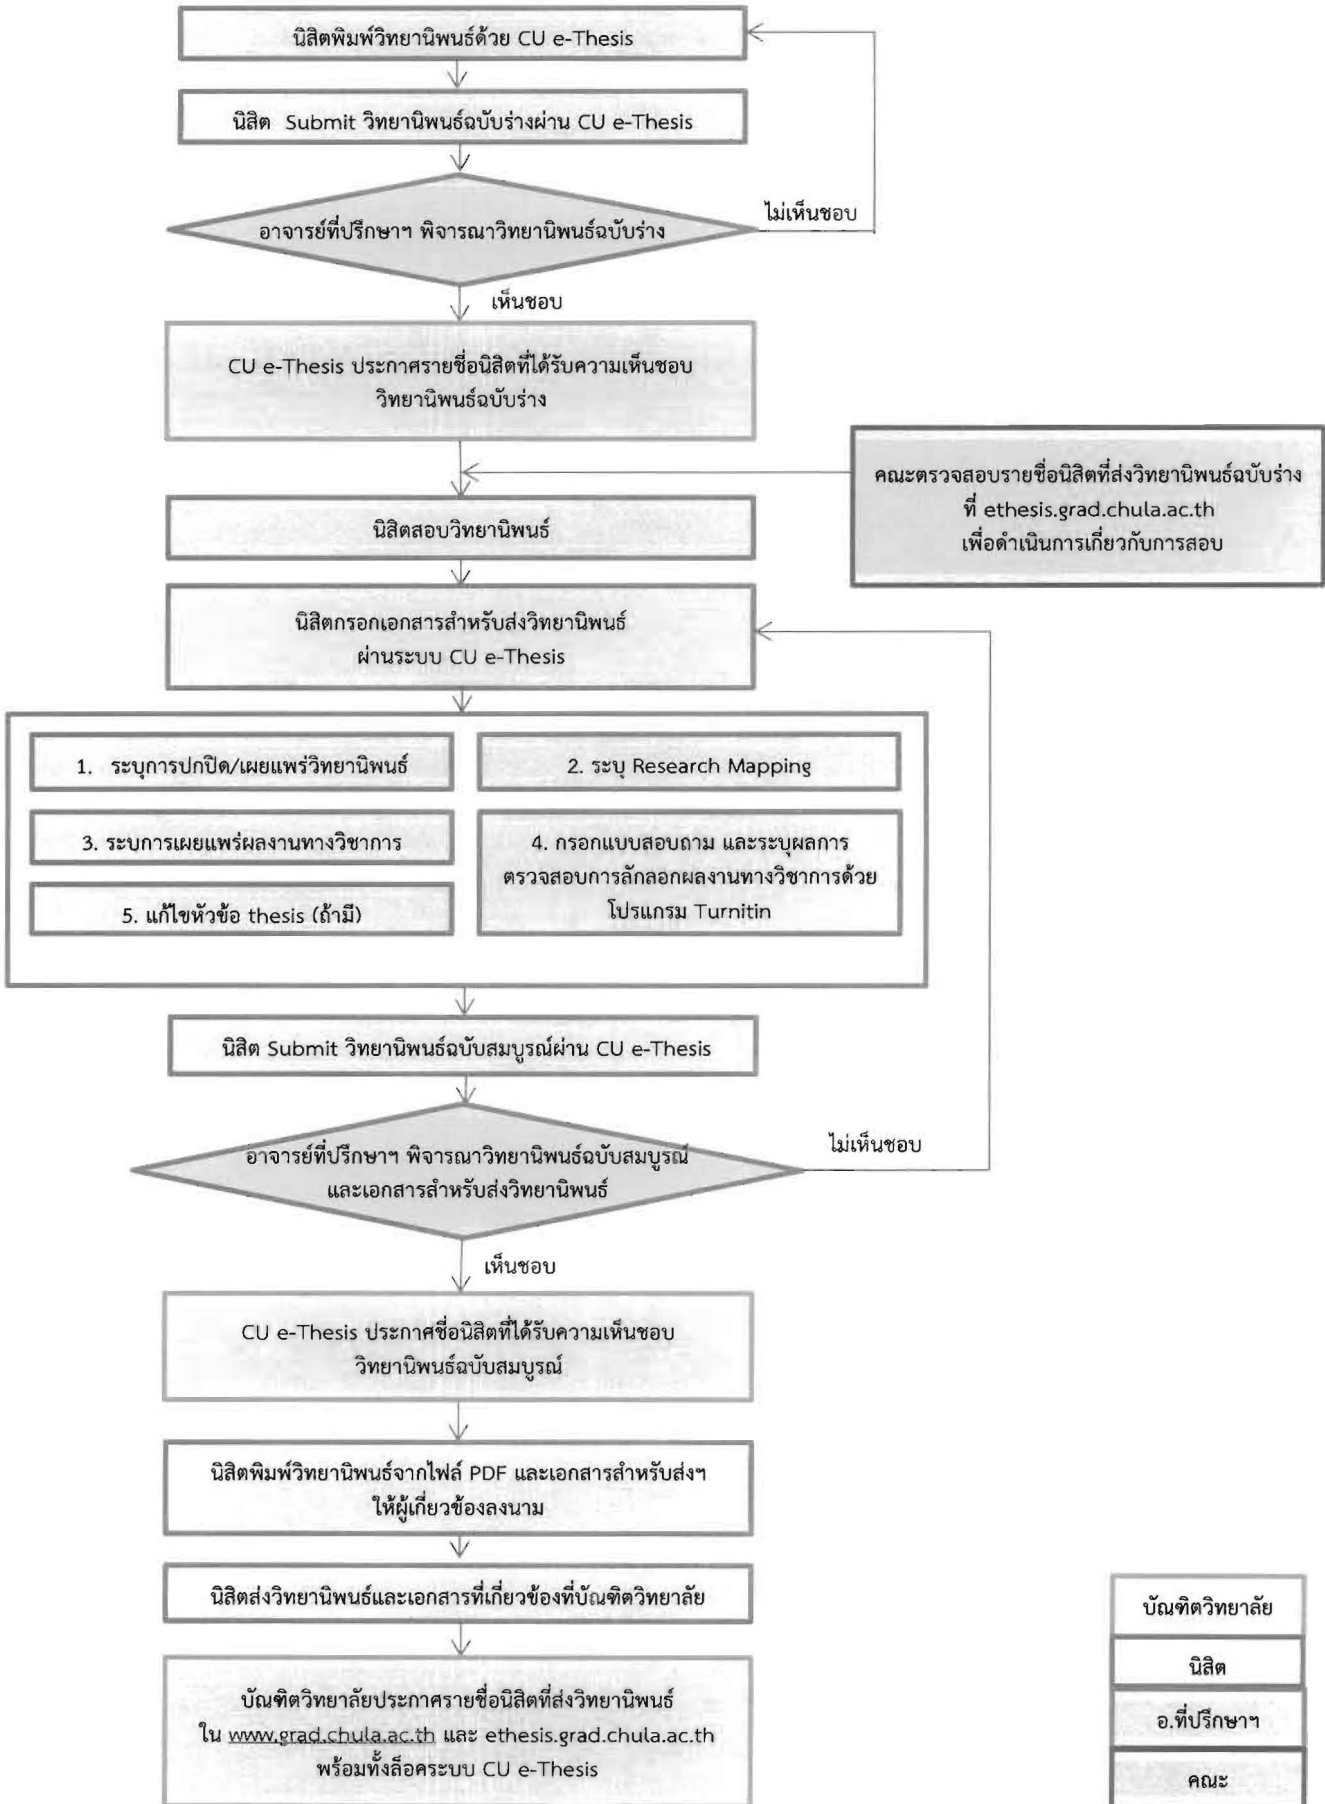 นิสิตพิมพ์วิทยานิพนธ์ด้วย CU e-Thesis
นิสิต Submit วิทยานิพนธ์ฉบับร่างผ่าน CU e-Thesis
ไม่เห็นชอบ
อาจารย์ที่ปรึกษาฯ พิจารณาวิทยานิพนธ์ฉบับร่าง
เห็นชอบ
CU e-Thesis ประกาศรายชื่อนิสิตที่ได้รับความเห็นชอบ
วิทยานิพนธ์ฉบับร่าง
คณะตรวจสอบรายชื่อนิสิตที่ส่งวิทยานิพนธ์ฉบับร่าง
ที่ ethesis.grad.chula.ac.th
เพื่อดำเนินการเกี่ยวกับการสอบ
นิสิตสอบวิทยานิพนธ์
นิสิตกรอกเอกสารสำหรับส่งวิทยานิพนธ์
ผ่านระบบ CU e-Thesis
1. ระบุการปกปิด/เผยแพร่วิทยานิพนธ์
2. ระบุ Research Mapping
3. ระบุการเผยแพร่ผลงานทางวิชาการ
4. กรอกแบบสอบถาม และระบุผลการ
ตรวจสอบการลักลอกผลงานทางวิชาการด้วย
โปรแกรม Turnitin
5. แก้ไขหัวข้อ thesis (ถ้ามี)
นิสิต Submit วิทยานิพนธ์ฉบับสมบูรณ์ผ่าน CU e-Thesis
ไม่เห็นชอบ
อาจารย์ที่ปรึกษาฯ พิจารณาวิทยานิพนธ์ฉบับสมบูรณ์
และเอกสารสำหรับส่งวิทยานิพนธ์
เห็นชอบ
CU e-Thesis ประกาศชื่อนิสิตที่ได้รับความเห็นชอบ
วิทยานิพนธ์ฉบับสมบูรณ์
นิสิตพิมพ์วิทยานิพนธ์จากไฟล์ PDF และเอกสารสำหรับส่งฯ
ให้ผู้เกี่ยวข้องลงนาม
นิสิตส่งวิทยานิพนธ์และเอกสารที่เกี่ยวข้องที่บัณฑิตวิทยาลัย
บัณฑิตวิทยาลัยประกาศรายชื่อนิสิตที่ส่งวิทยานิพนธ์
ใน www.grad.chula.ac.th และ ethesis.grad.chula.ac.th
พร้อมทั้งล็อคระบบ CU e-Thesis
บัณฑิตวิทยาลัย
นิสิต
อ.ที่ปรึกษาฯ
คณะ